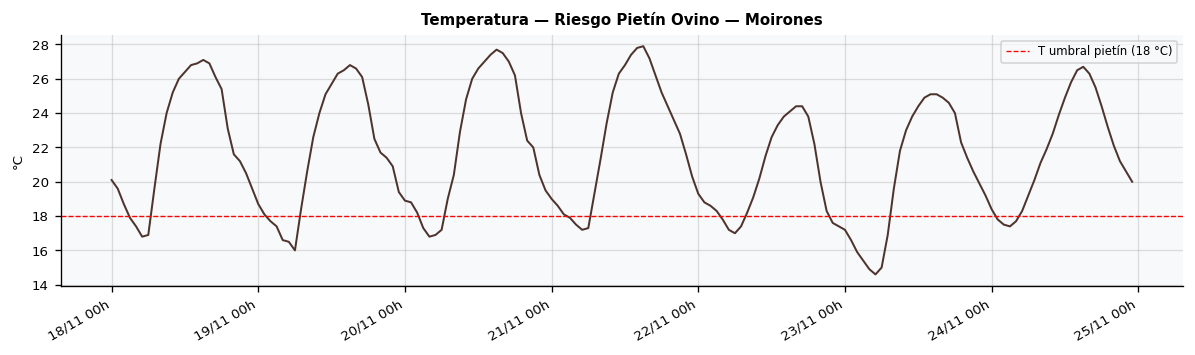 Temperatura — Riesgo Pietín Ovino — Moirones
T umbral pietín (18 °C)
°C
28
26
24
22
20
18
16
14
18/11 00h
19/11 00h
20/11 00h
21/11 00h
22/11 00h
23/11 00h
24/11 00h
25/11 00h